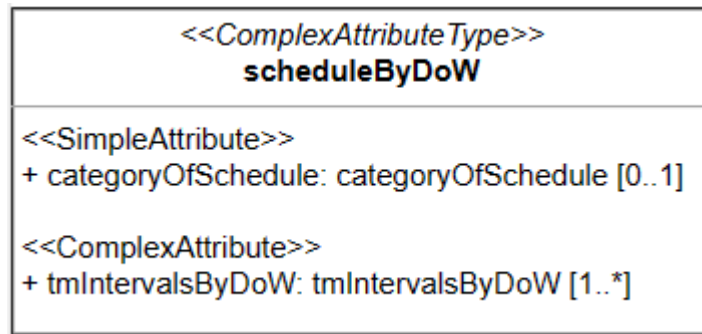 <<ComplexAttributeType>>
scheduleByDoW
<<SimpleAttribute>>
+ categoryOfSchedule: categoryOfSchedule [0..1]
<<ComplexAttribute>>
+ tmIntervalsByDoW: tmIntervalsByDoW [1..*]